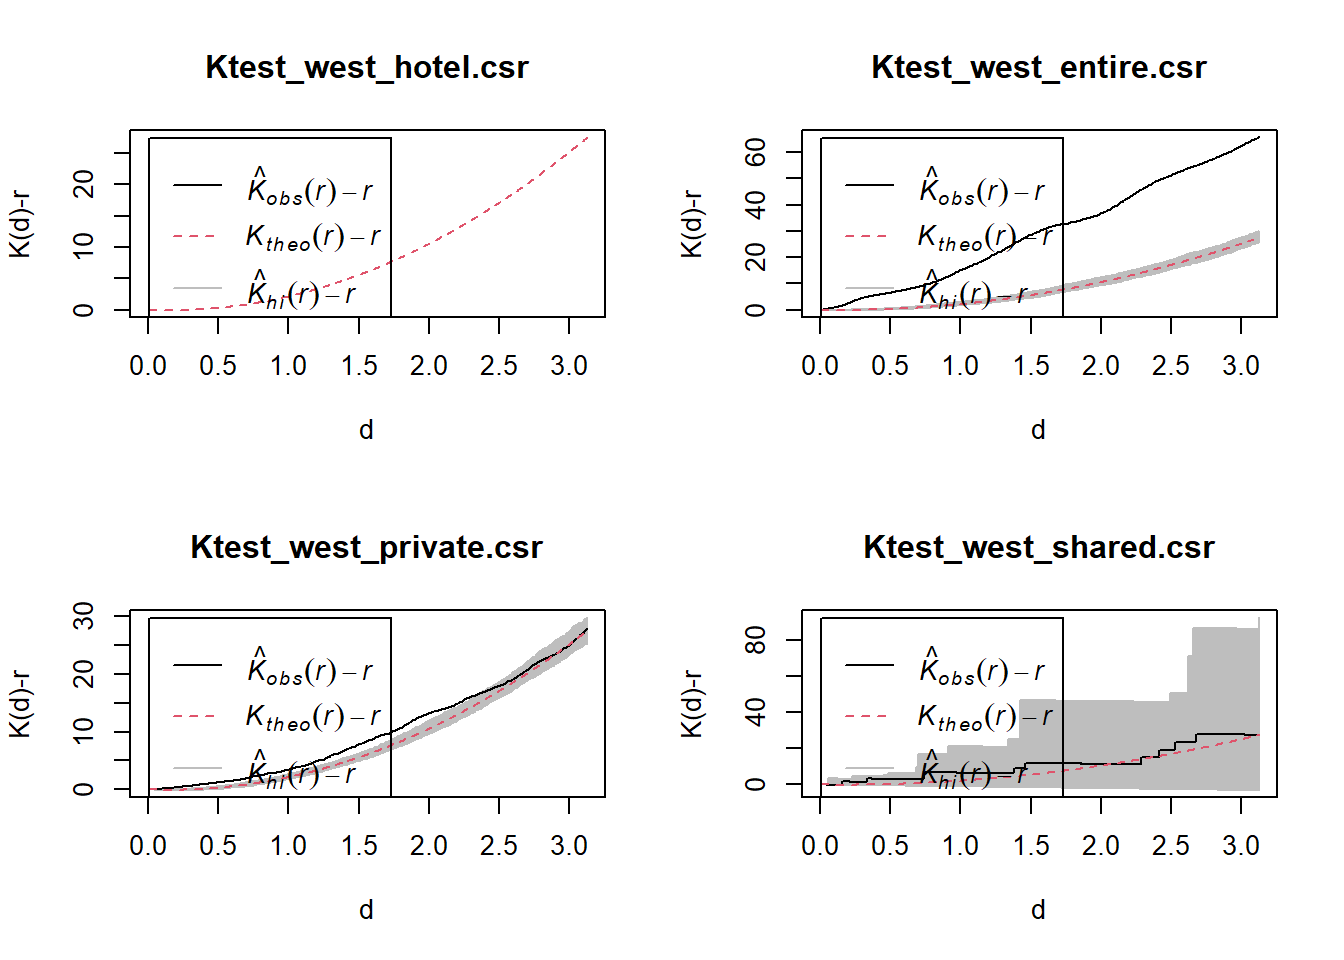 Ktest_west_hotel.csr
K(d)-r
20
10
0
K̂obs(r) – r
Ktheo(r) – r
K̂hi(r) – r
0.0 0.5 1.0 1.5 2.0 2.5 3.0
d
Ktest_west_entire.csr
K(d)-r
60
40
20
0
K̂obs(r) – r
Ktheo(r) – r
K̂hi(r) – r
0.0 0.5 1.0 1.5 2.0 2.5 3.0
d
Ktest_west_private.csr
K(d)-r
30
20
10
0
K̂obs(r) – r
Ktheo(r) – r
K̂hi(r) – r
0.0 0.5 1.0 1.5 2.0 2.5 3.0
d
Ktest_west_shared.csr
K(d)-r
80
40
0
K̂obs(r) – r
Ktheo(r) – r
K̂hi(r) – r
0.0 0.5 1.0 1.5 2.0 2.5 3.0
d